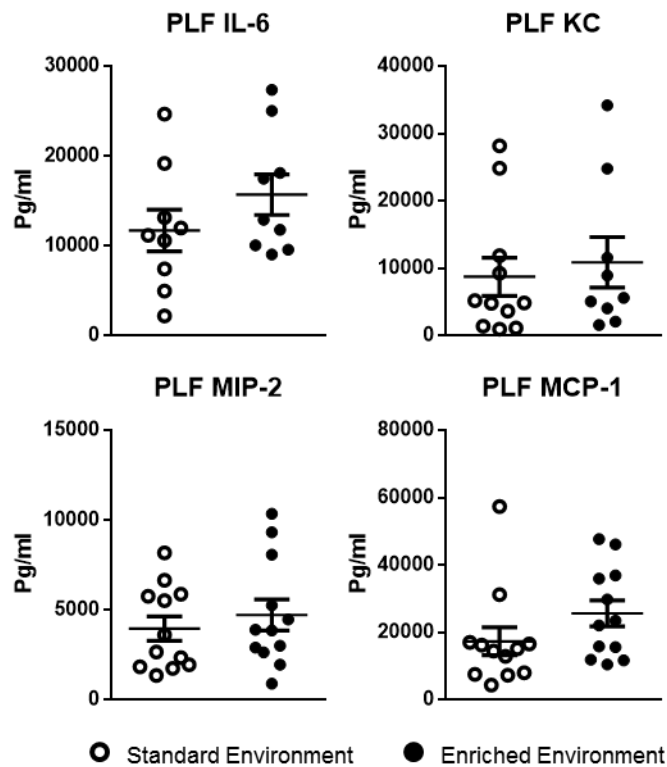 PLF IL-6
30000
20000
10000
0
Pg/ml
PLF KC
40000
30000
20000
10000
0
Pg/ml
PLF MIP-2
15000
10000
5000
0
Pg/ml
PLF MCP-1
80000
60000
40000
20000
0
Pg/ml
Standard Environment
Enriched Environment